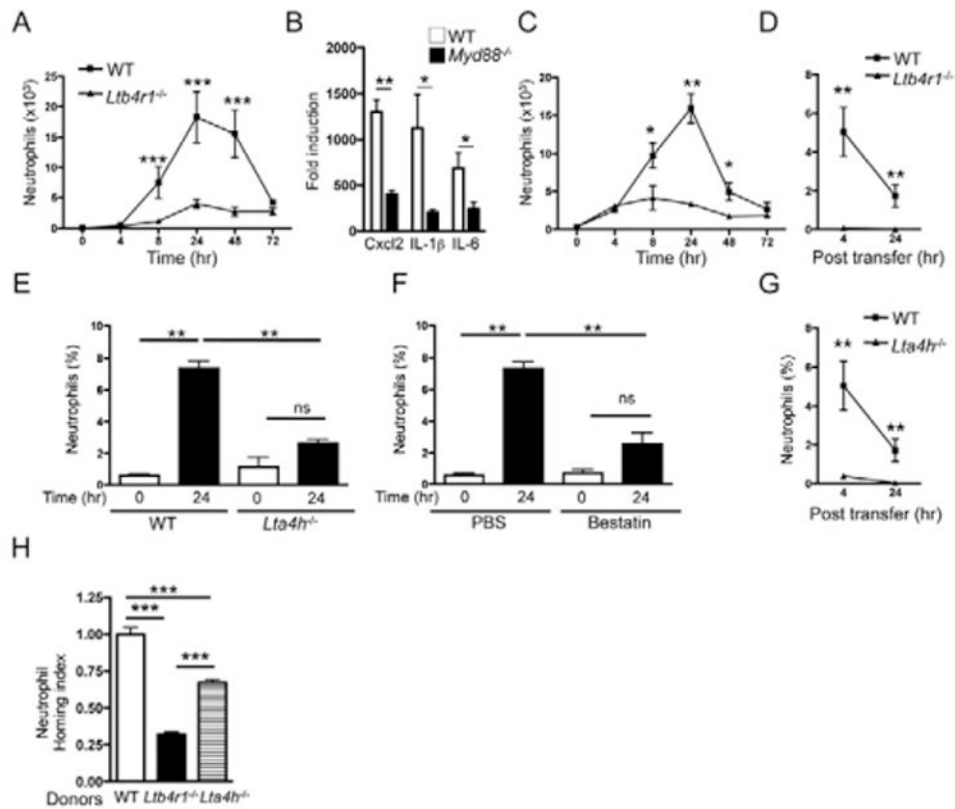 A
WT
Ltb4r1-/-
Neutrophils (x10³)
25
20
15
10
5
0
***
***
***
0 4 8 24 48 72
Time (hr)
B
WT
Myd88-/-
Fold induction
2000
1500
1000
500
0
** * *
Cxcl2 IL-1β IL-6
C
Neutrophils (x10³)
20
15
10
5
0
* ** *
0 4 8 24 48 72
Time (hr)
D
WT
Ltb4r1-/-
6
4
2
0
**
**
4 24
Post transfer (hr)
E
Neutrophils (%)
10
8
6
4
2
0
** **
ns
Time (hr) 0 24 0 24
WT Lta4h-/-
F
Neutrophils (%)
10
8
6
4
2
0
** **
ns
Time (hr) 0 24 0 24
PBS Bestatin
G
WT
Lta4h-/-
Neutrophils (%)
6
4
2
0
**
**
4 24
Post transfer (hr)
H
Neutrophil
Homing index
1.25
1.00
0.75
0.50
0.25
0.00
***
***
***
Donors WT Ltb4r1-/- Lta4h-/-